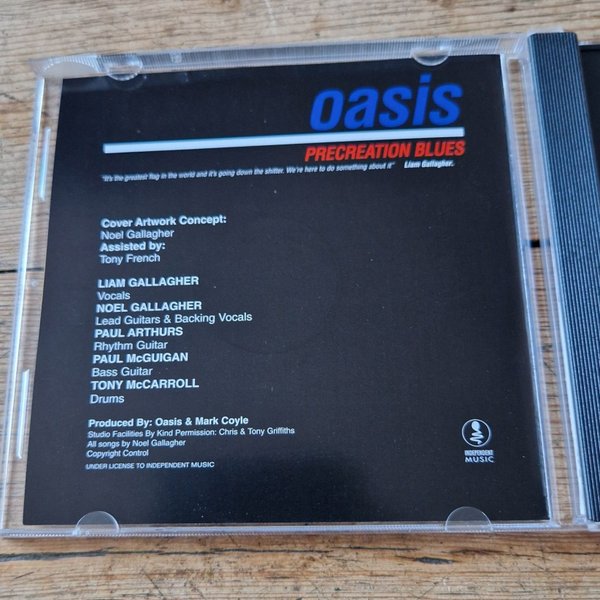 oasis
PRECREATION BLUES
"It's the greatest flag in the world and it's going down the shitter. We're here to do something about it" Liam Gallagher.
Cover Artwork Concept:
Noel Gallagher
Assisted by:
Tony French
LIAM GALLAGHER
Vocals
NOEL GALLAGHER
Lead Guitars & Backing Vocals
PAUL ARTHURS
Rhythm Guitar
PAUL McGUIGAN
Bass Guitar
TONY McCARROLL
Drums
Produced By: Oasis & Mark Coyle
Studio Facilities By Kind Permission: Chris & Tony Griffiths
All songs by Noel Gallagher
Copyright Control
UNDER LICENSE TO INDEPENDENT MUSIC
INDEPENDENT
MUSIC